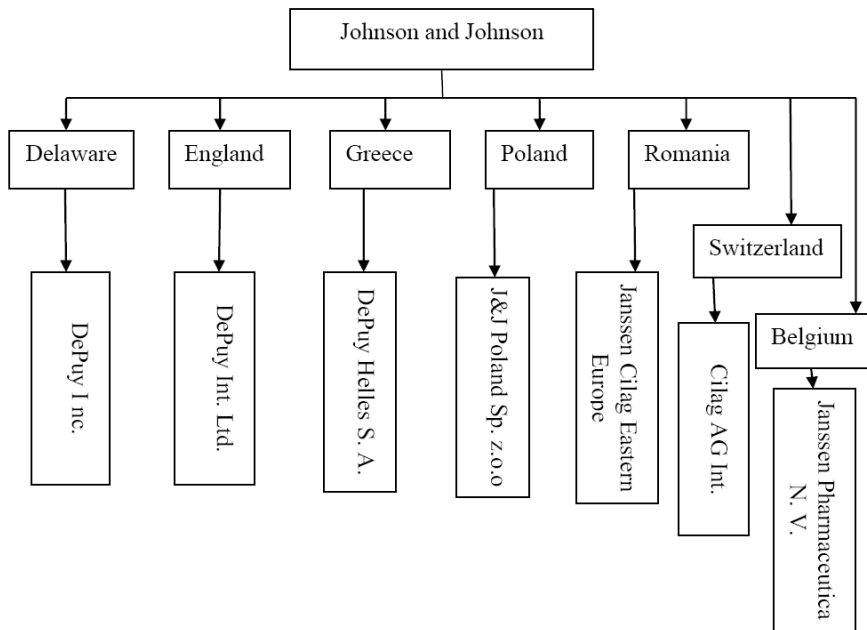 Johnson and Johnson
Delaware
England
Greece
Poland
Romania
Switzerland
Belgium
DePuy I nc.
DePuy Int. Ltd.
DePuy Helles S. A.
J&J Poland Sp. z.o.o
Janssen Cilag Eastern
Europe
Cilag AG Int.
Janssen Pharmaceutica
N. V.